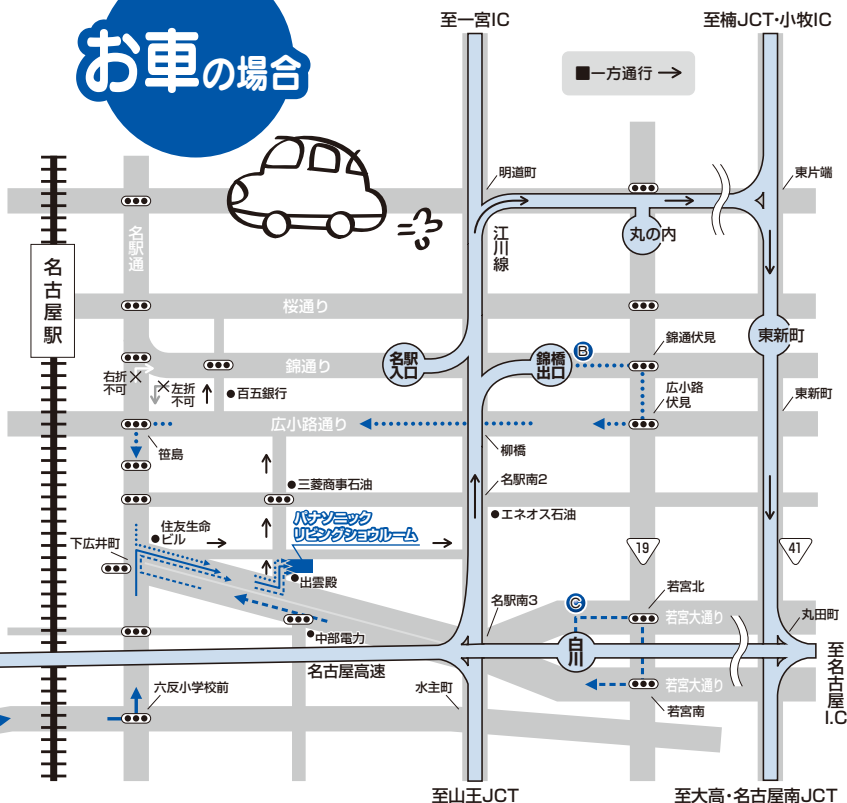 お車の場合
至一宮IC
至楠JCT・小牧IC
■一方通行→
明道町
東片端
名駅通
江川線
丸の内
名古屋駅
桜通り
錦通伏見
東新町
名駅
入口
錦橋
出口
B
錦通り
右折
不可
左折
不可
●百五銀行
広小路
伏見
東新町
広小路通り
笹島
柳橋
●三菱商事石油
名駅南2
●エネオス石油
パナソニック
リビングショウルーム
住友生命
●ビル
下広井町
●出雲殿
19
41
C
若宮北
名駅南3
若宮大通り
丸田町
●中部電力
白川
名古屋高速
至名古屋I.C
六反小学校前
水主町
若宮大通り
若宮南
至山王JCT
至大高・名古屋南JCT